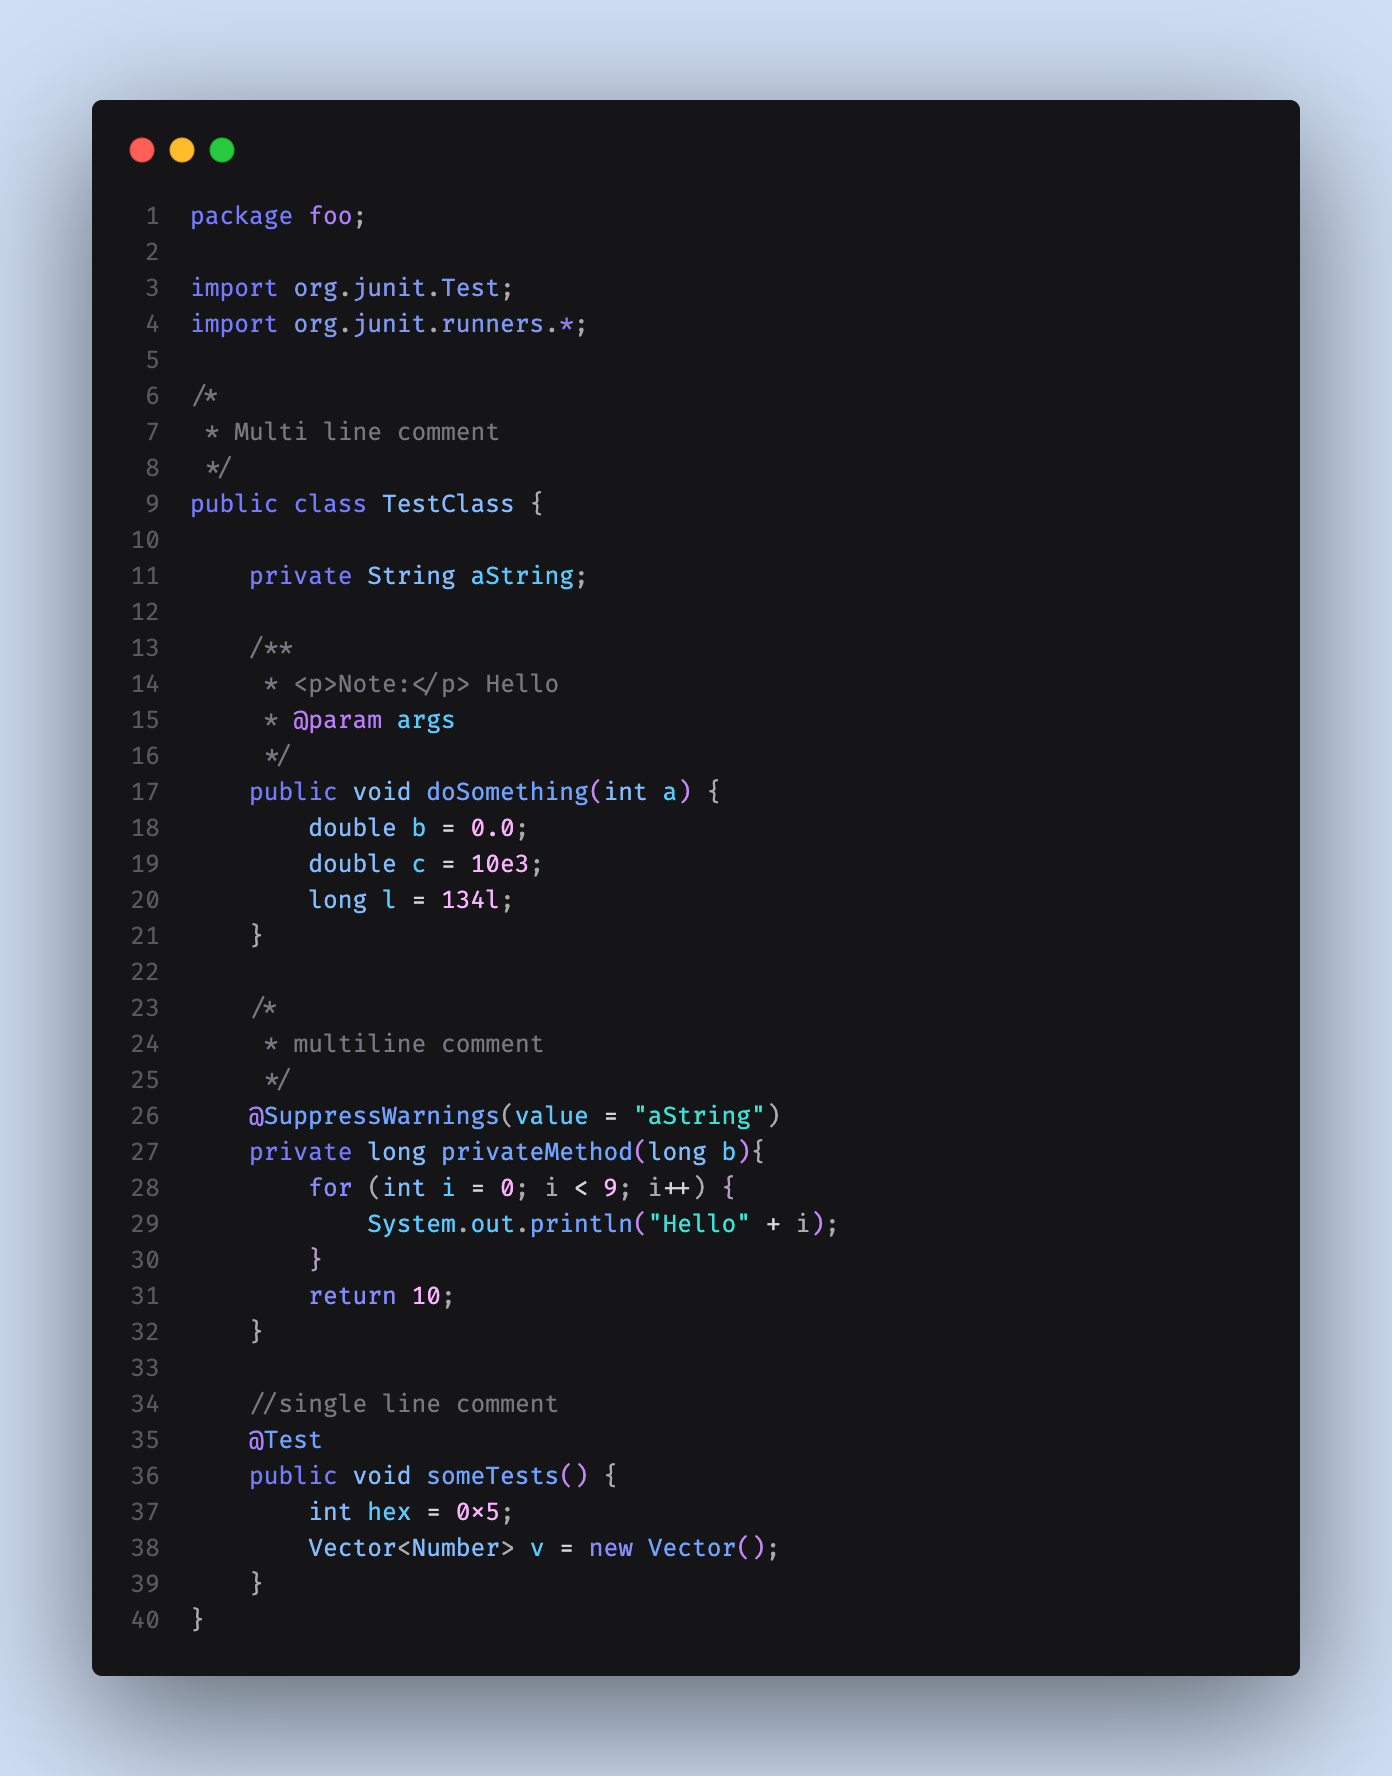 1 package foo;
2
3 import org.junit.Test;
4 import org.junit.runners.*;
5
6 /*
7  * Multi line comment
8  */
9 public class TestClass {
10
11     private String aString;
12
13     /**
14      * <p>Note:</p> Hello
15      * @param args
16      */
17     public void doSomething(int a) {
18         double b = 0.0;
19         double c = 10e3;
20         long l = 134l;
21     }
22
23     /*
24      * multiline comment
25      */
26     @SuppressWarnings(value = "aString")
27     private long privateMethod(long b){
28         for (int i = 0; i < 9; i++) {
29             System.out.println("Hello" + i);
30         }
31         return 10;
32     }
33
34     //single line comment
35     @Test
36     public void someTests() {
37         int hex = 0x5;
38         Vector<Number> v = new Vector();
39     }
40 }